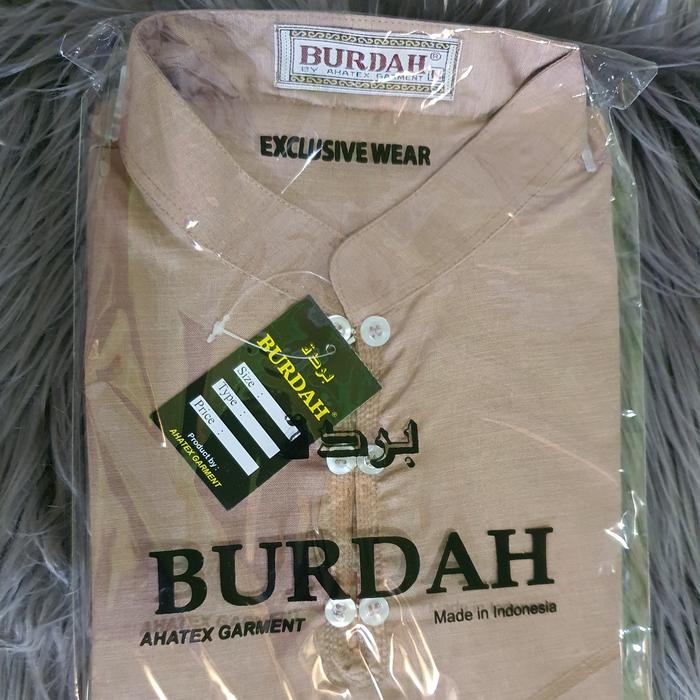 BURDAH®
BY AHATEX GARMENT
EXCLUSIVE WEAR
بردة
BURDAH®
Size :
Type :
Price :
Product by :
AHATEX GARMENT
بردة
BURDAH
AHATEX GARMENT
Made in Indonesia